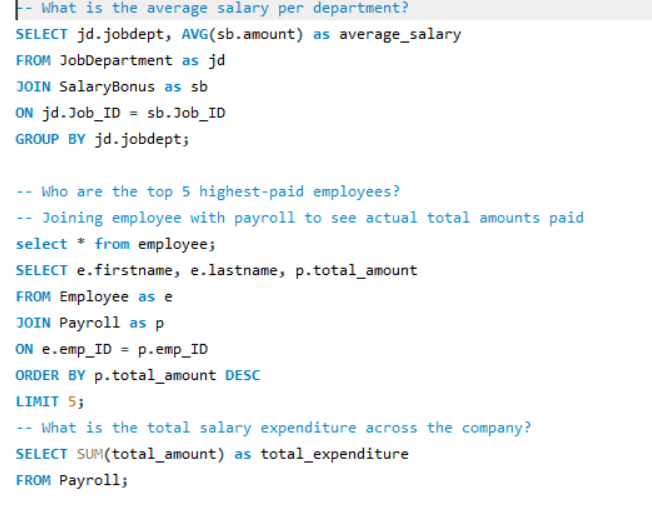 -- What is the average salary per department?
SELECT jd.jobdept, AVG(sb.amount) as average_salary
FROM JobDepartment as jd
JOIN SalaryBonus as sb
ON jd.Job_ID = sb.Job_ID
GROUP BY jd.jobdept;
-- Who are the top 5 highest-paid employees?
-- Joining employee with payroll to see actual total amounts paid
select * from employee;
SELECT e.firstname, e.lastname, p.total_amount
FROM Employee as e
JOIN Payroll as p
ON e.emp_ID = p.emp_ID
ORDER BY p.total_amount DESC
LIMIT 5;
-- What is the total salary expenditure across the company?
SELECT SUM(total_amount) as total_expenditure
FROM Payroll;